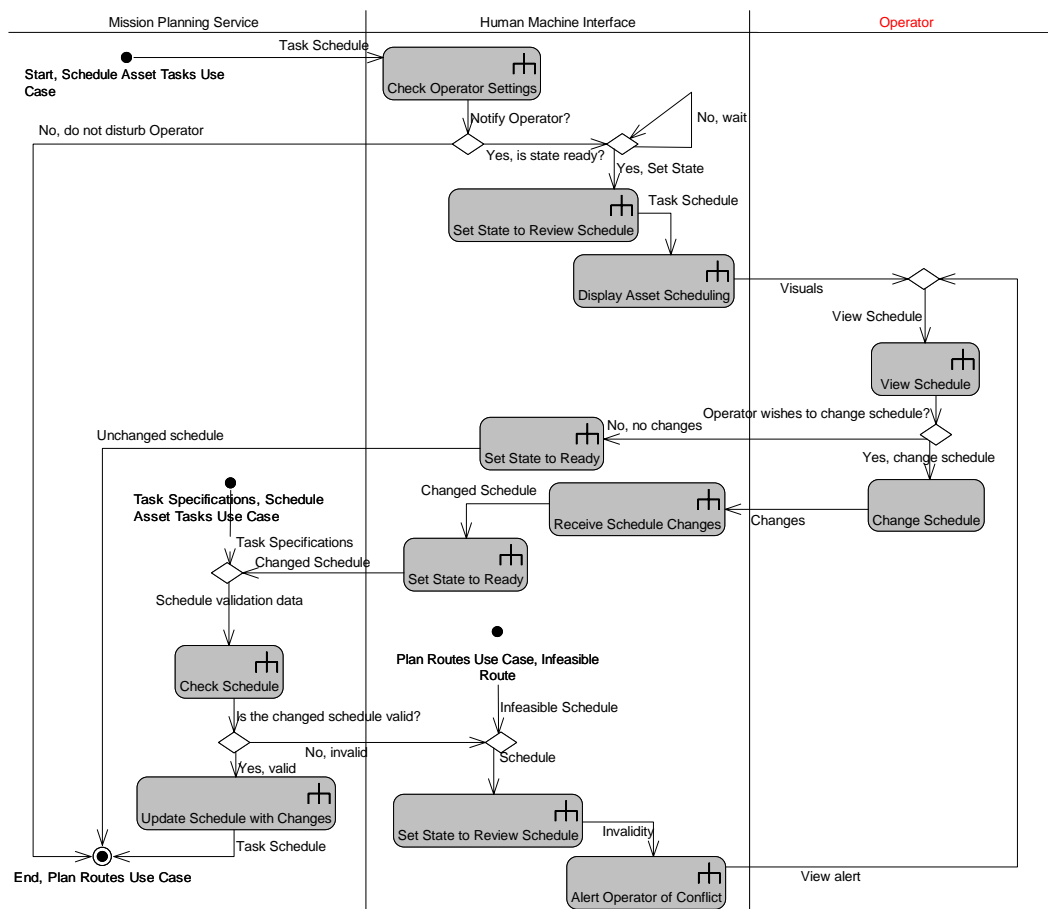 Mission Planning Service
Human Machine Interface
Operator
Task Schedule
Start, Schedule Asset Tasks Use
Case
Check Operator Settings
No, do not disturb Operator
Notify Operator?
No, wait
Yes, is state ready?
Yes, Set State
Set State to Review Schedule
Task Schedule
Display Asset Scheduling
Visuals
View Schedule
View Schedule
Operator wishes to change schedule?
Unchanged schedule
No, no changes
Set State to Ready
Yes, change schedule
Task Specifications, Schedule
Asset Tasks Use Case
Changed Schedule
Receive Schedule Changes
Changes
Change Schedule
Task Specifications
Changed Schedule
Set State to Ready
Schedule validation data
Plan Routes Use Case, Infeasible
Route
Check Schedule
Infeasible Schedule
Is the changed schedule valid?
No, invalid
Schedule
Yes, valid
Update Schedule with Changes
Set State to Review Schedule
Invalidity
Task Schedule
End, Plan Routes Use Case
Alert Operator of Conflict
View alert